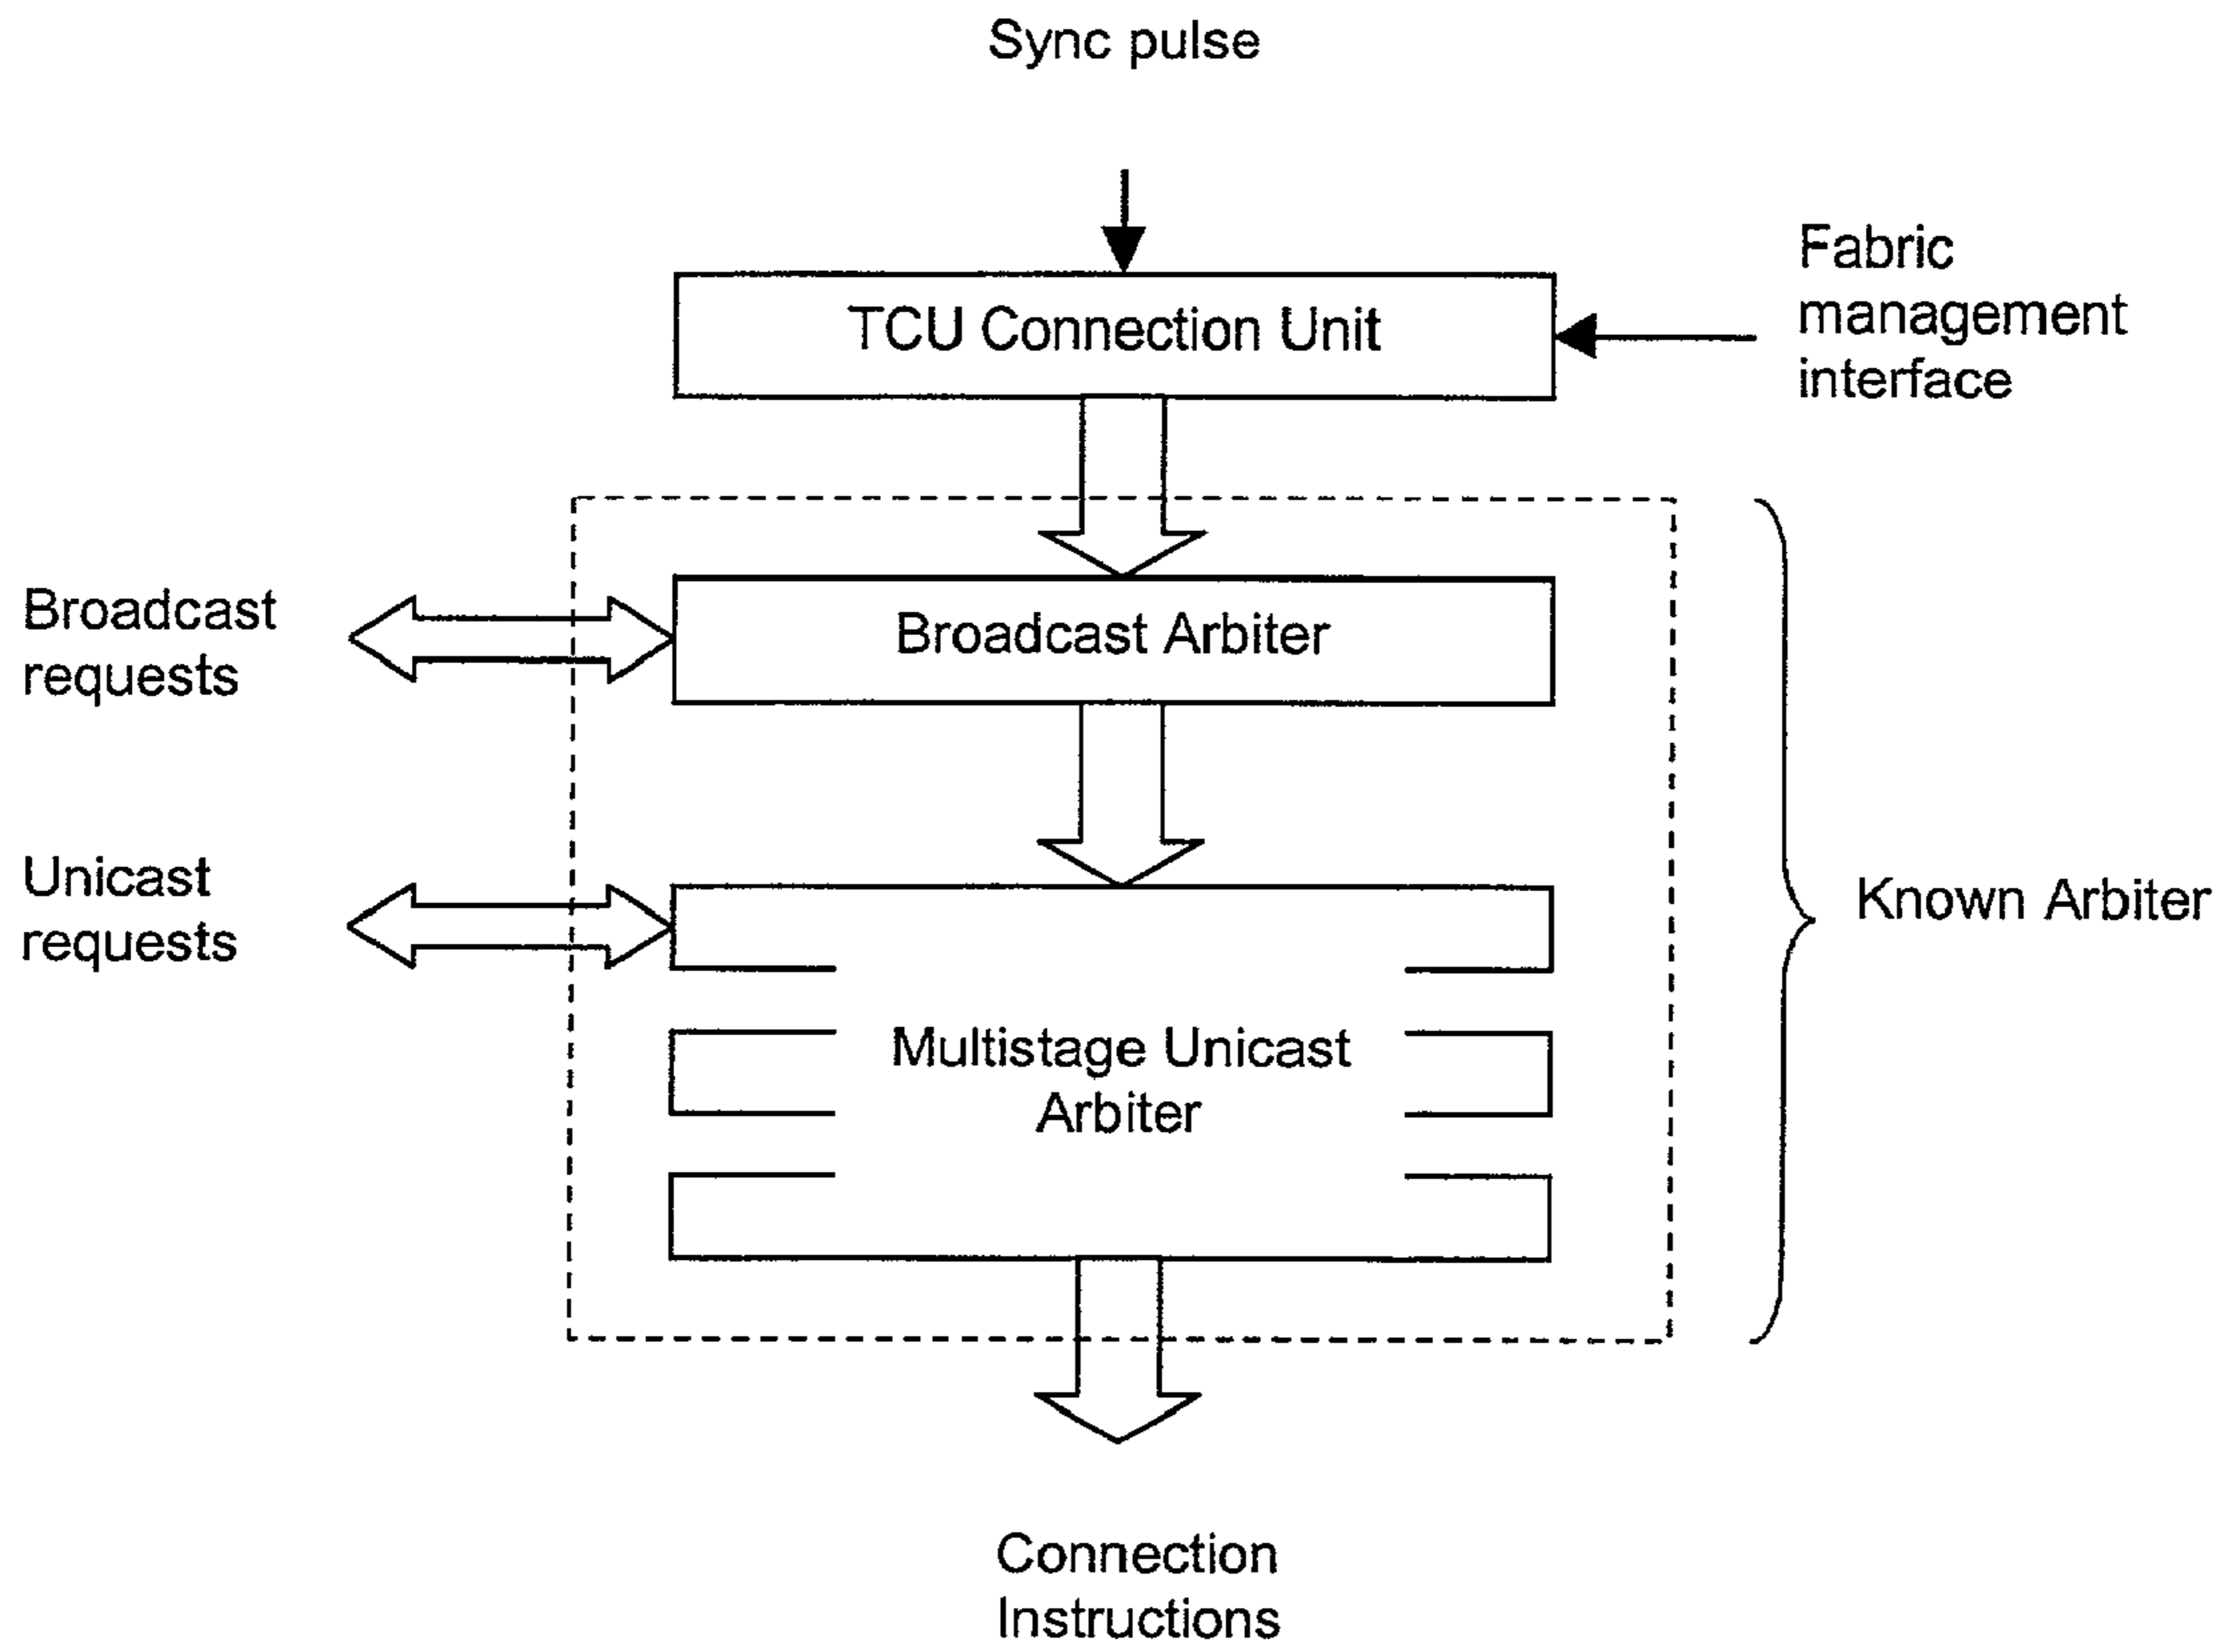 Sync pulse
Fabric
management
interface
TCU Connection Unit
Broadcast
requests
Broadcast Arbiter
Unicast
requests
Known Arbiter
Multistage Unicast
Arbiter
Connection
Instructions